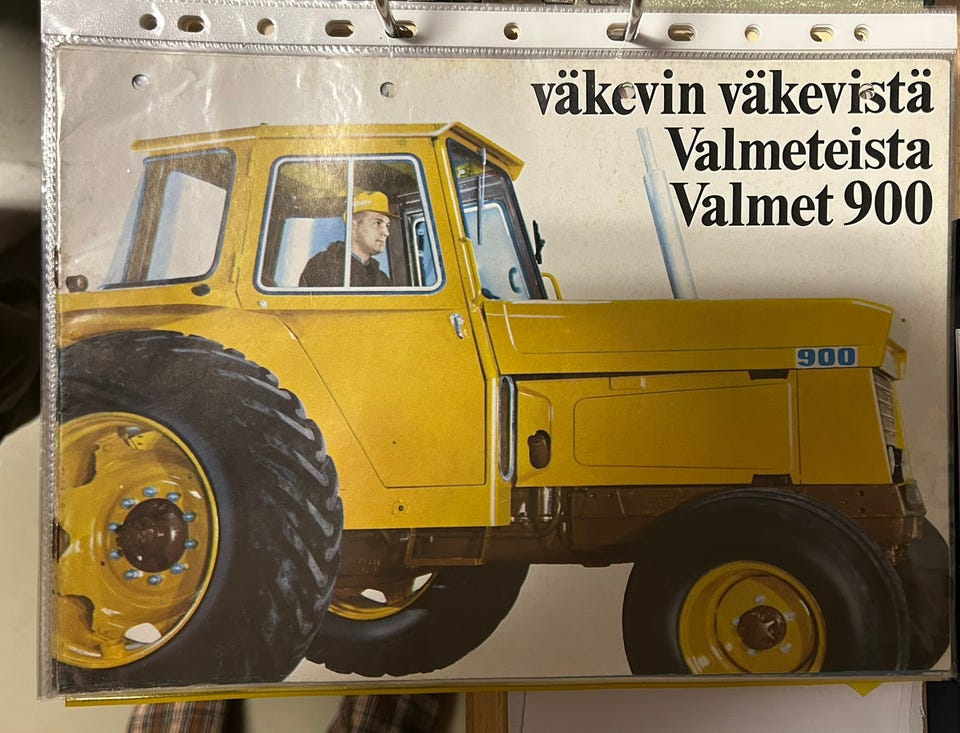 väkevin väkevistä
Valmeteista
Valmet 900
900